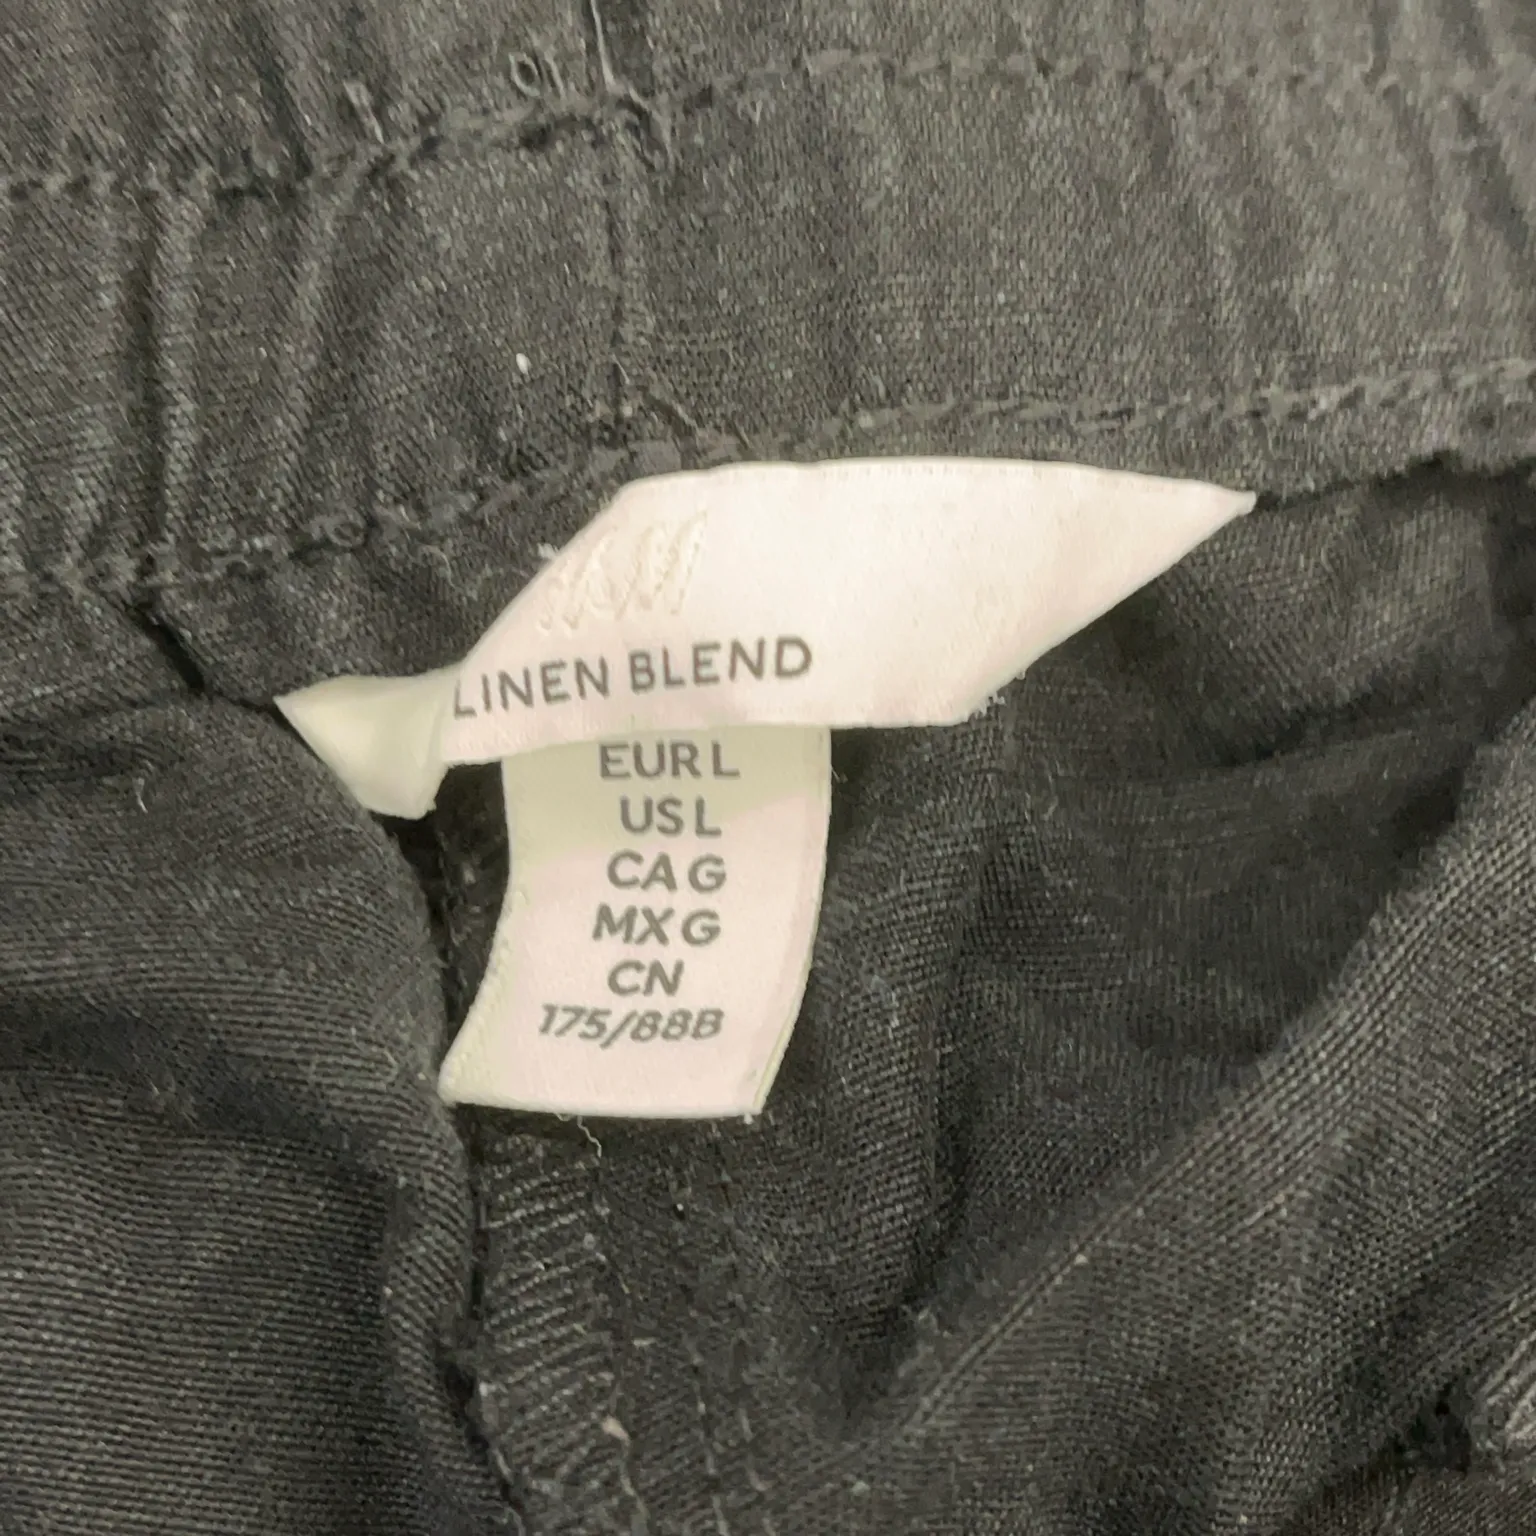 H&M
LINEN BLEND
EUR L
US L
CA G
MX G
CN
175/88B